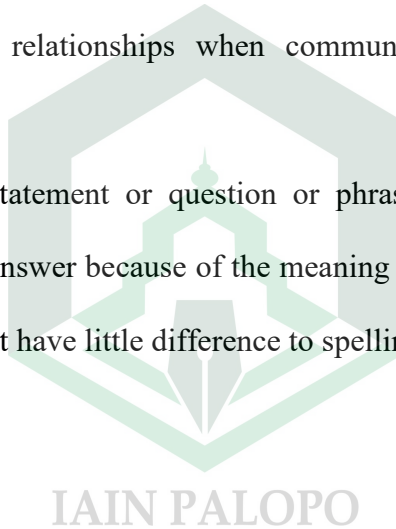 relationships when commun
tatement or question or phras
nswer because of the meaning
t have little difference to spellin
IAIN PALOPO